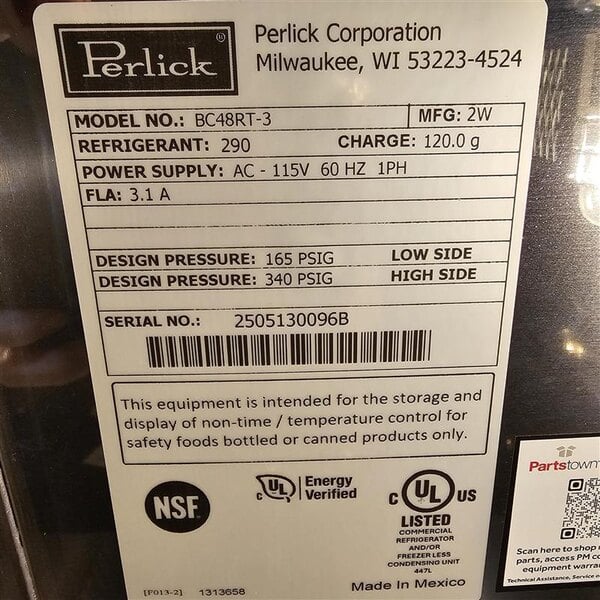 Perlick®
Perlick Corporation
Milwaukee, WI 53223-4524
MODEL NO.: BC48RT-3 MFG: 2W
REFRIGERANT: 290 CHARGE: 120.0 g
POWER SUPPLY: AC - 115V 60 HZ 1PH
FLA: 3.1 A
DESIGN PRESSURE: 165 PSIG LOW SIDE
DESIGN PRESSURE: 340 PSIG HIGH SIDE
SERIAL NO.: 2505130096B
This equipment is intended for the storage and
display of non-time / temperature control for
safety foods bottled or canned products only.
NSF
C UL Energy
Verified
C UL US
LISTED
COMMERCIAL
REFRIGERATOR
AND/OR
FREEZER LESS
CONDENSING UNIT
447L
[F013-2] 1313658
Made In Mexico
Partstown
Scan here to shop
parts, access PM
equipment
Technical Assistance, Service